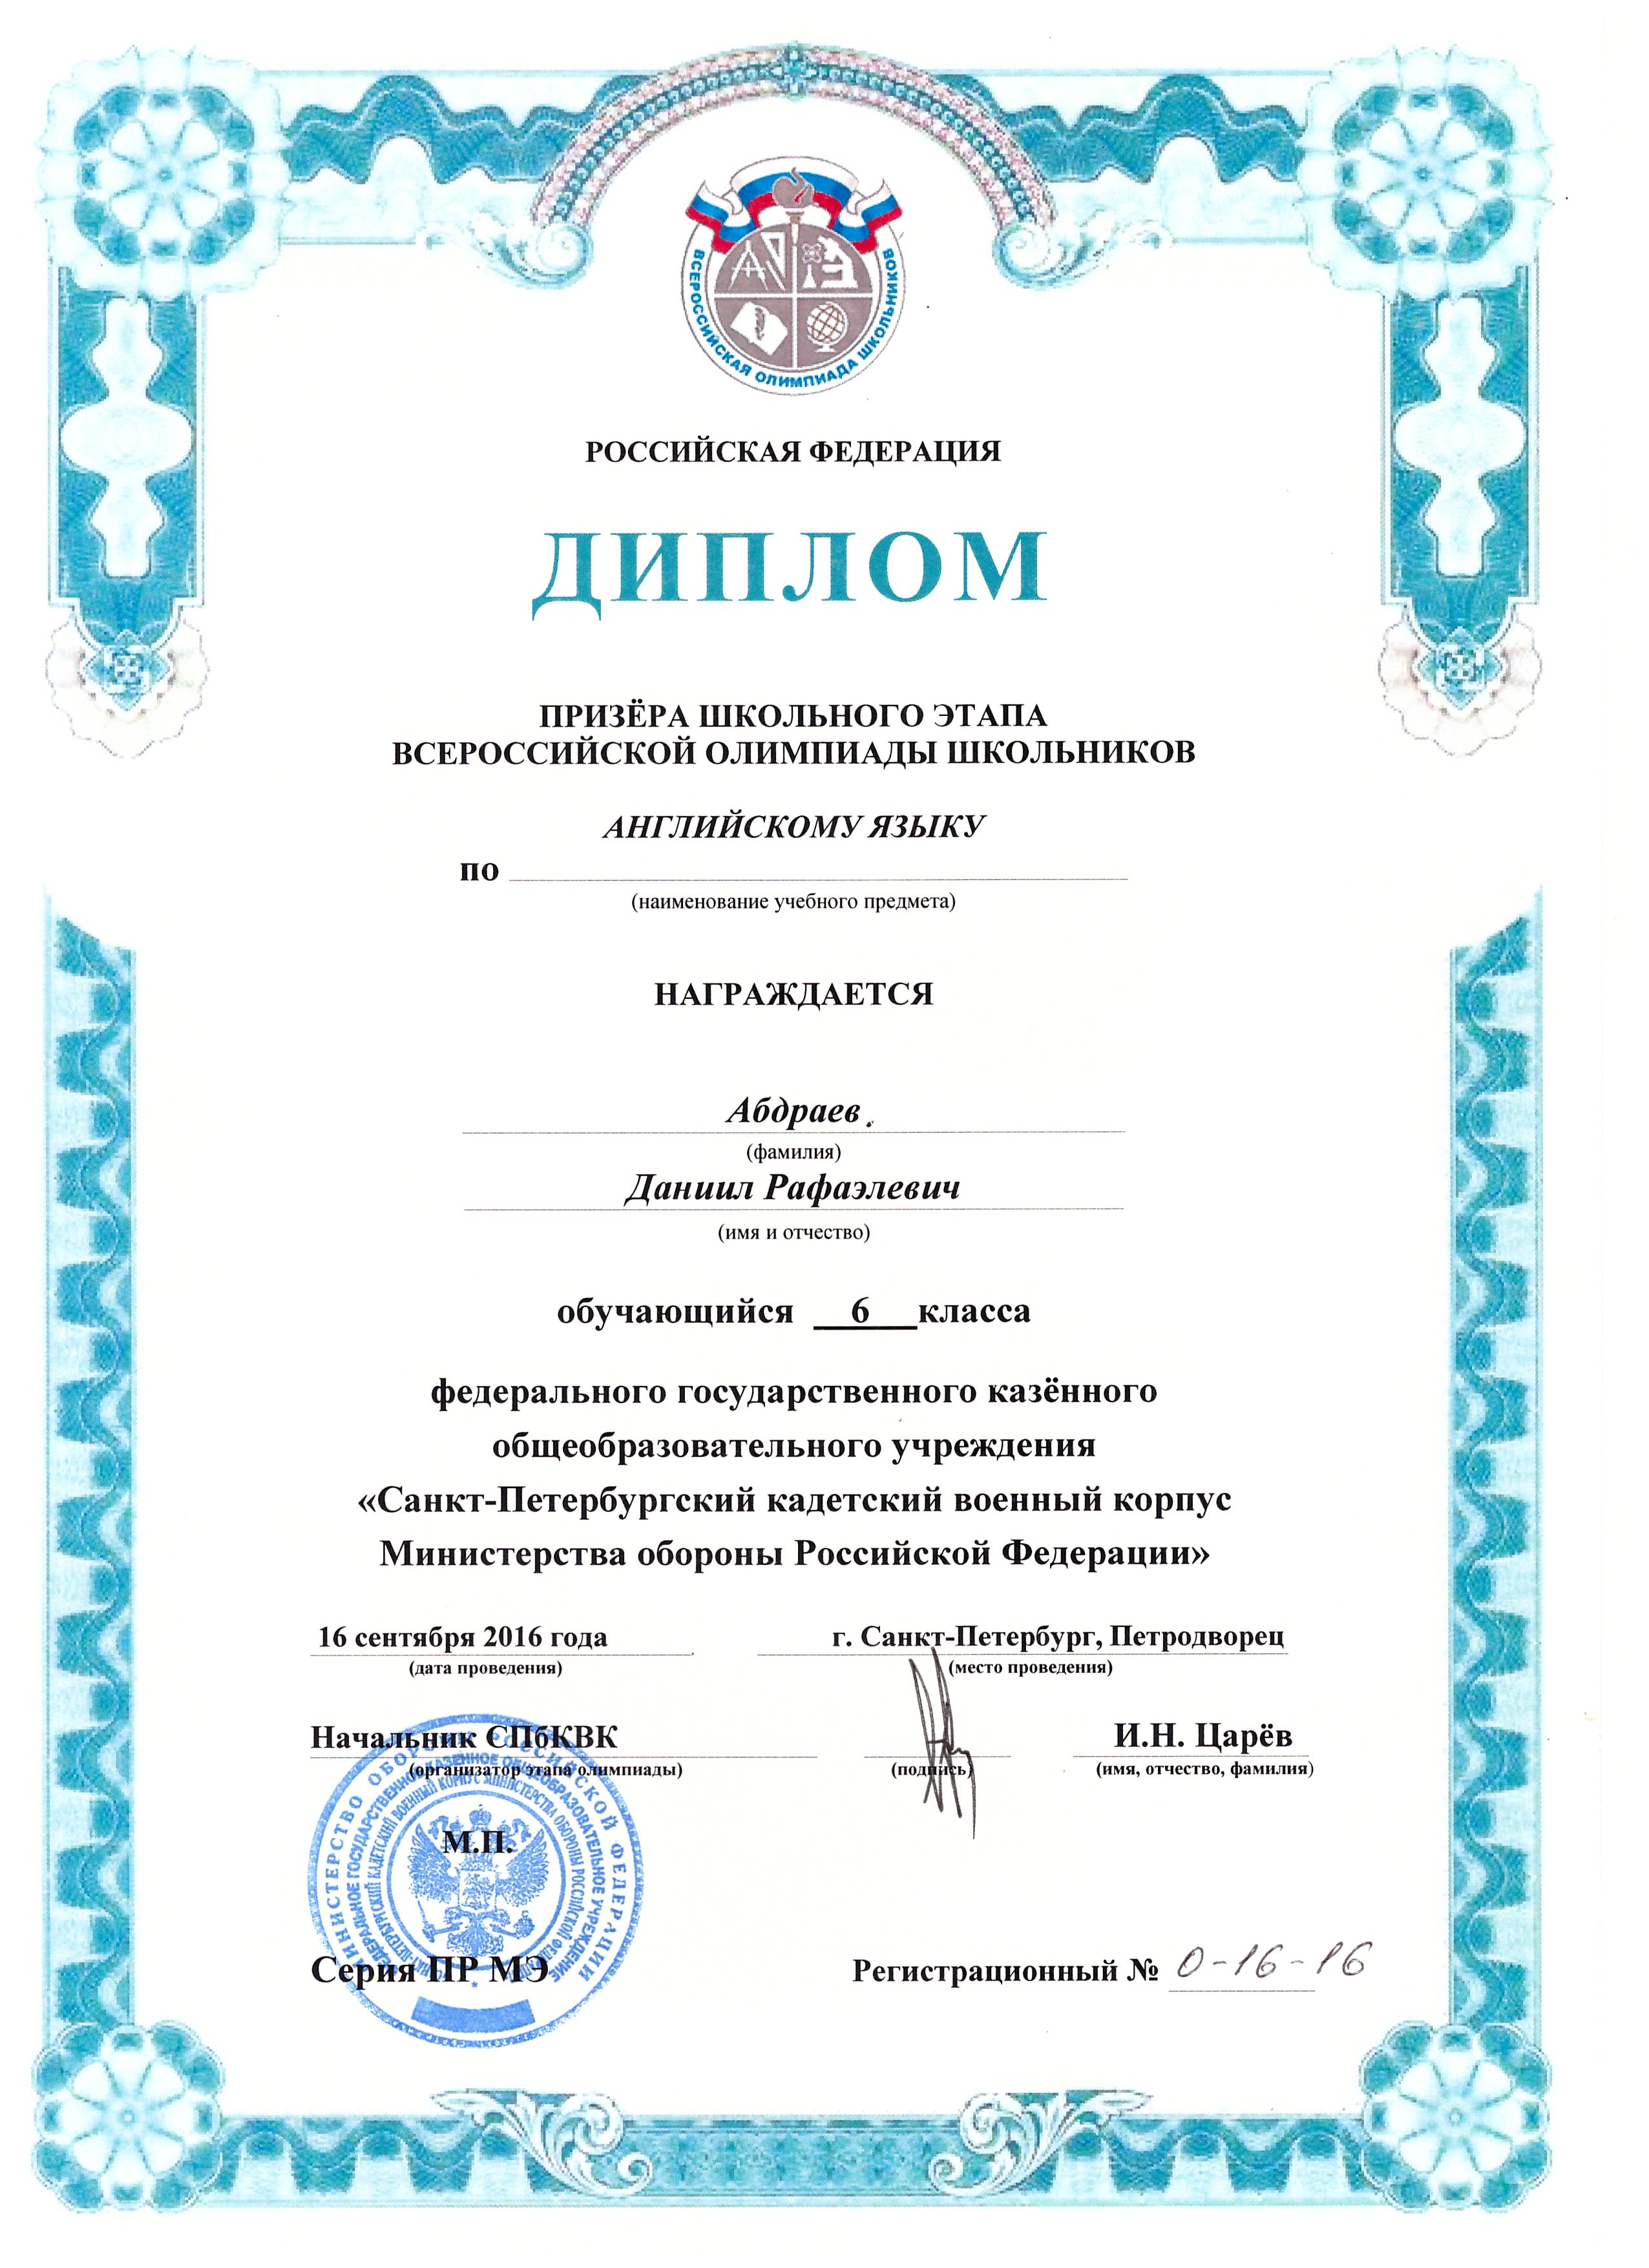 ВСЕРОССИЙСКАЯ ОЛИМПИАДА ШКОЛЬНИКОВ
РОССИЙСКАЯ ФЕДЕРАЦИЯ
ДИПЛОМ
ПРИЗЁРА ШКОЛЬНОГО ЭТАПА
ВСЕРОССИЙСКОЙ ОЛИМПИАДЫ ШКОЛЬНИКОВ
АНГЛИЙСКОМУ ЯЗЫКУ
по
(наименование учебного предмета)
НАГРАЖДАЕТСЯ
Абдраев.
(фамилия)
Даниил Рафаэлевич
(имя и отчество)
обучающийся 6 класса
федерального государственного казённого
общеобразовательного учреждения
«Санкт-Петербургский кадетский военный корпус
Министерства обороны Российской Федерации»
16 сентября 2016 года г. Санкт-Петербург, Петродворец
(дата проведения) (место проведения)
Начальник СПбКВК И.Н. Царёв
(организатор этапа олимпиады) (подпись) (имя, отчество, фамилия)
М.П.
МИНИСТЕРСТВО ОБОРОНЫ РОССИЙСКОЙ ФЕДЕРАЦИИ
ФЕДЕРАЛЬНОЕ ГОСУДАРСТВЕННОЕ КАЗЕННОЕ ОБЩЕОБРАЗОВАТЕЛЬНОЕ УЧРЕЖДЕНИЕ
САНКТ-ПЕТЕРБУРГСКИЙ КАДЕТСКИЙ ВОЕННЫЙ КОРПУС МИНИСТЕРСТВА ОБОРОНЫ РОССИЙСКОЙ ФЕДЕРАЦИИ
Серия ПР МЭ Регистрационный № 0-16-16